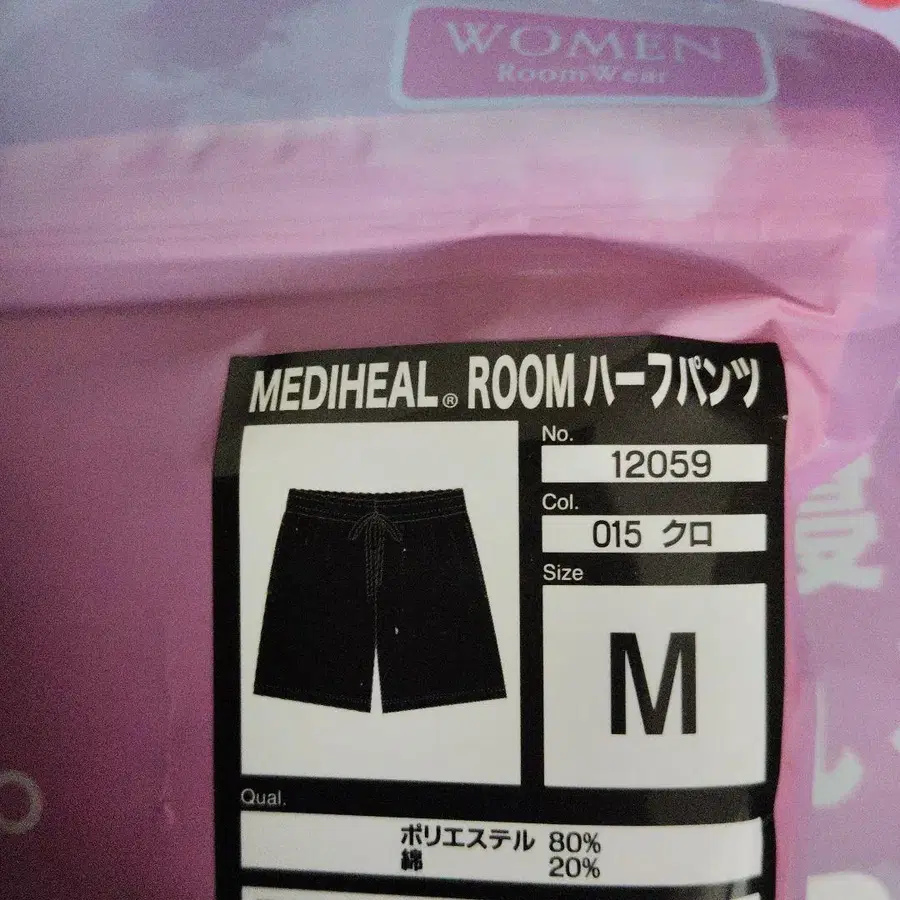 WOMEN
RoomWear
MEDIHEAL® ROOM ハーフパンツ
No.
12059
Col.
015 クロ
Size
M
Qual.
ポリエステル 80%
綿 20%